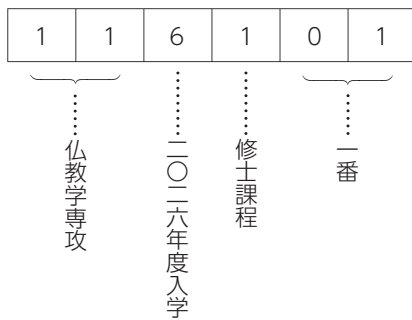 1 1 6 1 0 1
仏教学専攻
二〇二六年度入学
修士課程
一番